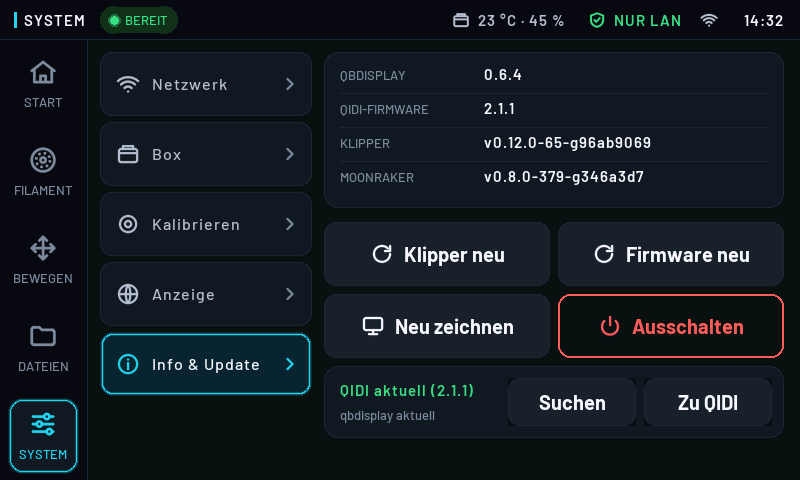 SYSTEM
BEREIT
23 °C · 45 %
NUR LAN
14:32
START
FILAMENT
BEWEGEN
DATEIEN
SYSTEM
Netzwerk
Box
Kalibrieren
Anzeige
Info & Update
QBDISPLAY 0.6.4
QIDI-FIRMWARE 2.1.1
KLIPPER v0.12.0-65-g96ab9069
MOONRAKER v0.8.0-379-g346a3d7
Klipper neu
Firmware neu
Neu zeichnen
Ausschalten
QIDI aktuell (2.1.1)
qbdisplay aktuell
Suchen
Zu QIDI